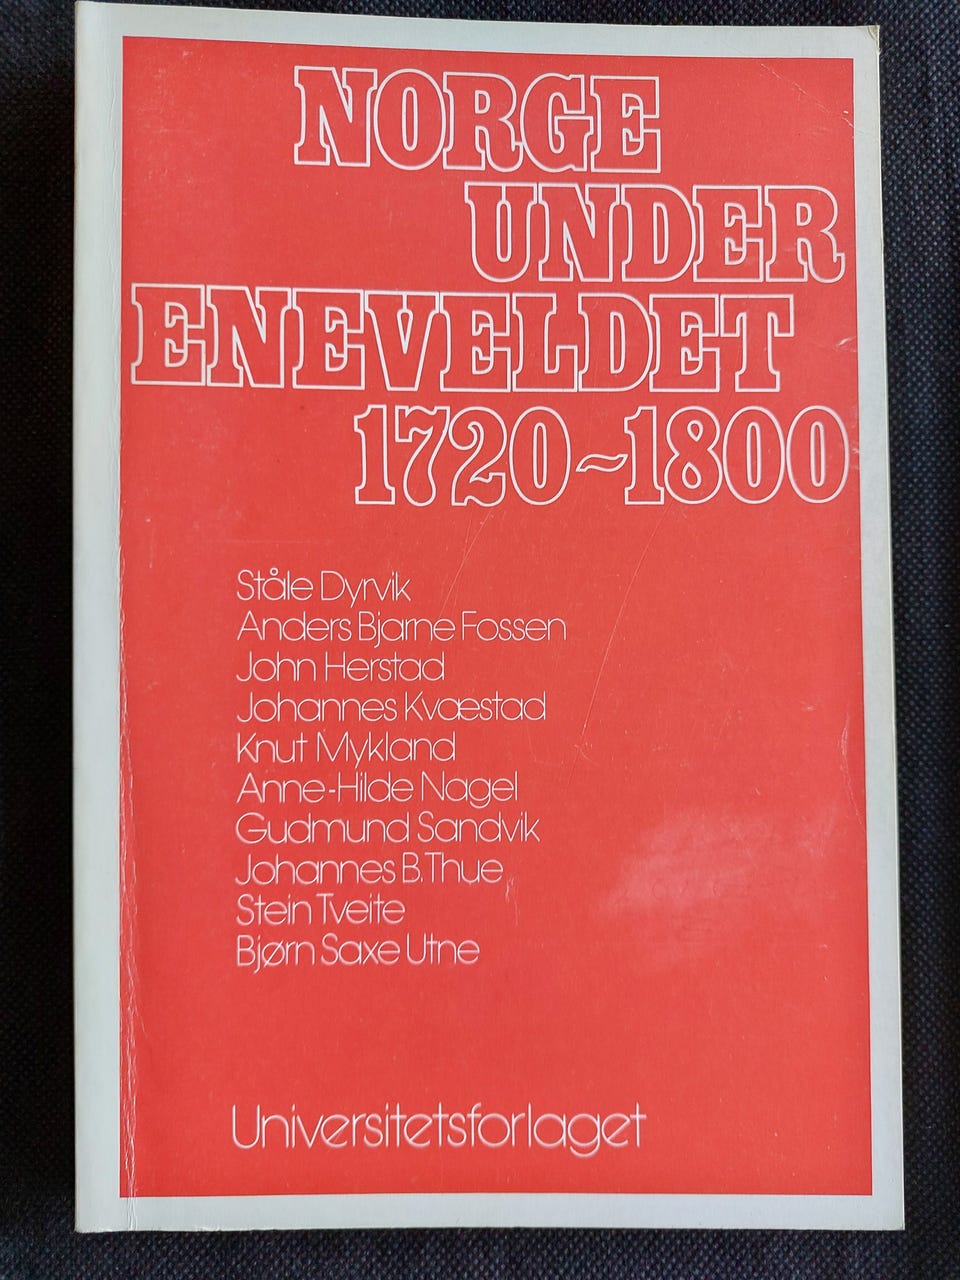 NORGE
UNDER
ENEVELDET
1720~1800
Ståle Dyrvik
Anders Bjarne Fossen
John Herstad
Johannes Kvæstad
Knut Mykland
Anne-Hilde Nagel
Gudmund Sandvik
Johannes B. Thue
Stein Tveite
Bjørn Saxe Utne
Universitetsforlaget